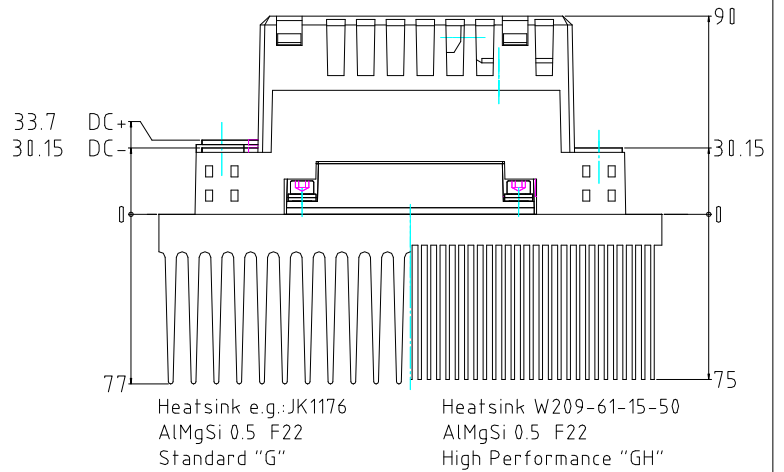 90
33.7 DC+
30.15 DC-
30.15
0
0
77
75
Heatsink e.g.:JK1176
AlMgSi 0.5 F22
Standard "G"
Heatsink W209-61-15-50
AlMgSi 0.5 F22
High Performance "GH"